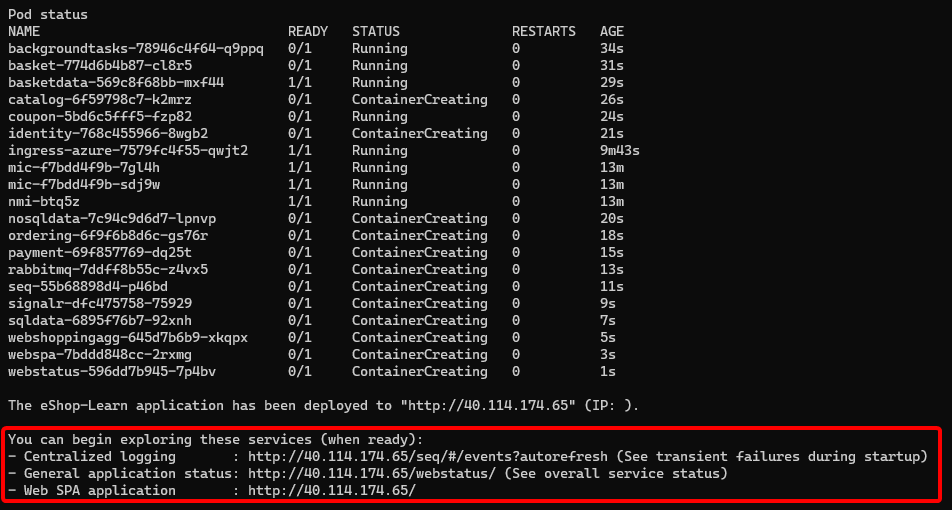 Pod status
NAME READY STATUS RESTARTS AGE
backgroundtasks-78946c4f64-q9ppq 0/1 Running 0 34s
basket-774d6b4b87-cl8r5 0/1 Running 0 31s
basketdata-569c8f68bb-mxf44 1/1 Running 0 29s
catalog-6f59798c7-k2mrz 0/1 ContainerCreating 0 26s
coupon-5bd6c5fff5-fzp82 0/1 Running 0 24s
identity-768c455966-8wgb2 0/1 ContainerCreating 0 21s
ingress-azure-7579fc4f55-qwjt2 1/1 Running 0 9m43s
mic-f7bdd4f9b-7gl4h 1/1 Running 0 13m
mic-f7bdd4f9b-sdj9w 1/1 Running 0 13m
nmi-btq5z 1/1 Running 0 13m
nosqldata-7c94c9d6d7-lpnvp 0/1 ContainerCreating 0 20s
ordering-6f9f6b8d6c-gs76r 0/1 ContainerCreating 0 18s
payment-69f857769-dq25t 0/1 ContainerCreating 0 15s
rabbitmq-7ddff8b55c-z4vx5 0/1 ContainerCreating 0 13s
seq-55b68898d4-p46bd 0/1 ContainerCreating 0 11s
signalr-dfc475758-75929 0/1 ContainerCreating 0 9s
sqldata-6895f76b7-92xnh 0/1 ContainerCreating 0 7s
webshoppingagg-645d7b6b9-xkqpx 0/1 ContainerCreating 0 5s
webspa-7bddd848cc-2rxmg 0/1 ContainerCreating 0 3s
webstatus-596dd7b945-7p4bv 0/1 ContainerCreating 0 1s
The eShop-Learn application has been deployed to "http://40.114.174.65" (IP: ).
You can begin exploring these services (when ready):
- Centralized logging : http://40.114.174.65/seq/#/events?autorefresh (See transient failures during startup)
- General application status: http://40.114.174.65/webstatus/ (See overall service status)
- Web SPA application : http://40.114.174.65/